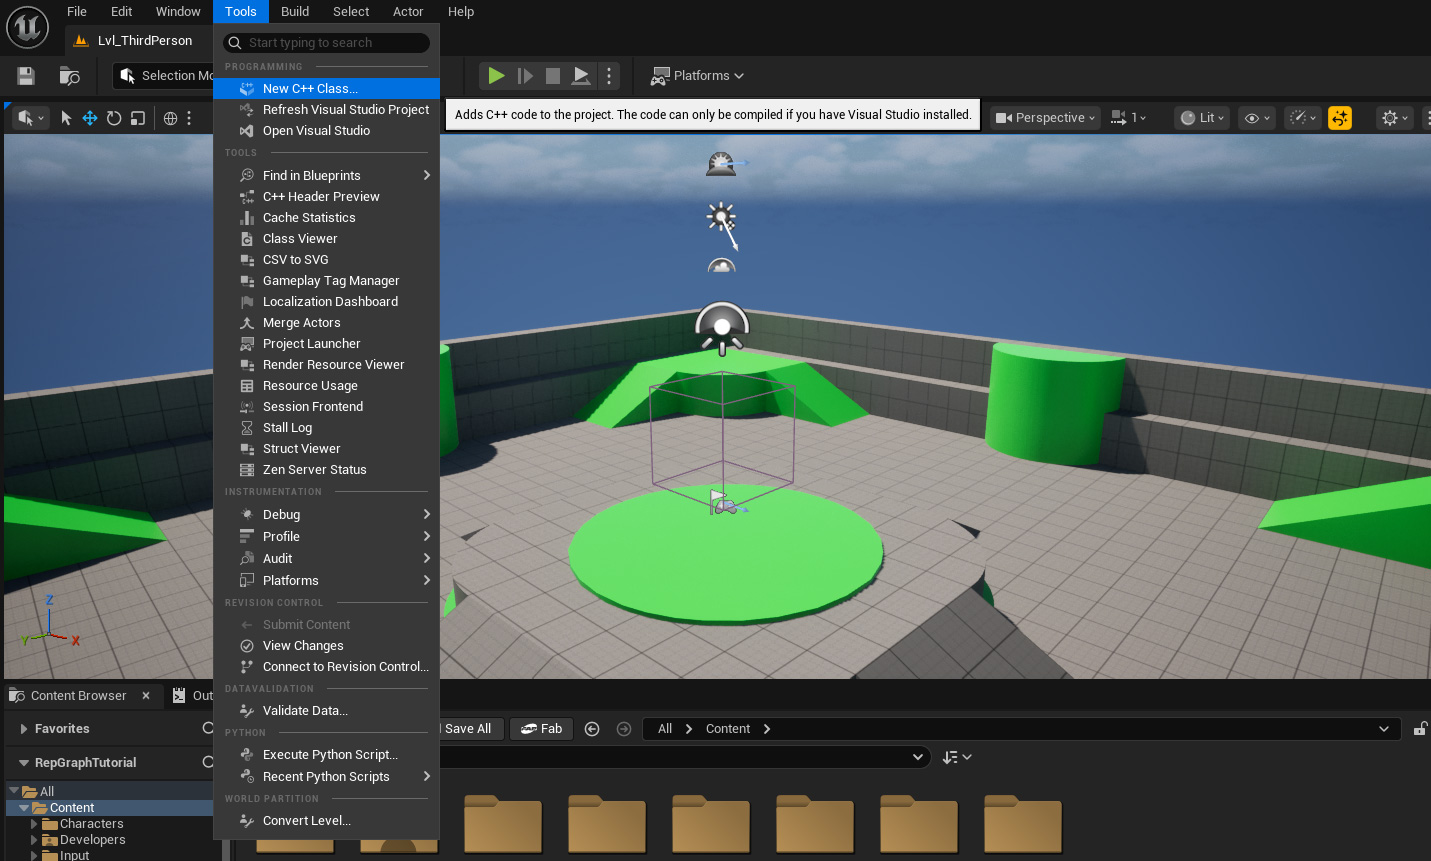 File Edit Window Tools Build Select Actor Help
Lvl_ThirdPerson
Start typing to search
Selection Mo
Platforms
PROGRAMMING
New C++ Class...
Adds C++ code to the project. The code can only be compiled if you have Visual Studio installed.
Perspective 1 Lit
Refresh Visual Studio Project
Open Visual Studio
TOOLS
Find in Blueprints
C++ Header Preview
Cache Statistics
Class Viewer
CSV to SVG
Gameplay Tag Manager
Localization Dashboard
Merge Actors
Project Launcher
Render Resource Viewer
Resource Usage
Session Frontend
Stall Log
Struct Viewer
Zen Server Status
INSTRUMENTATION
Debug
Profile
Audit
Platforms
REVISION CONTROL
Submit Content
View Changes
Connect to Revision Control...
DATAVALIDATION
Validate Data...
PYTHON
Execute Python Script...
Recent Python Scripts
WORLD PARTITION
Convert Level...
Z
Y X
Content Browser Out
Favorites
Save All Fab All Content
RepGraphTutorial
All
Content
Characters
Developers
Input